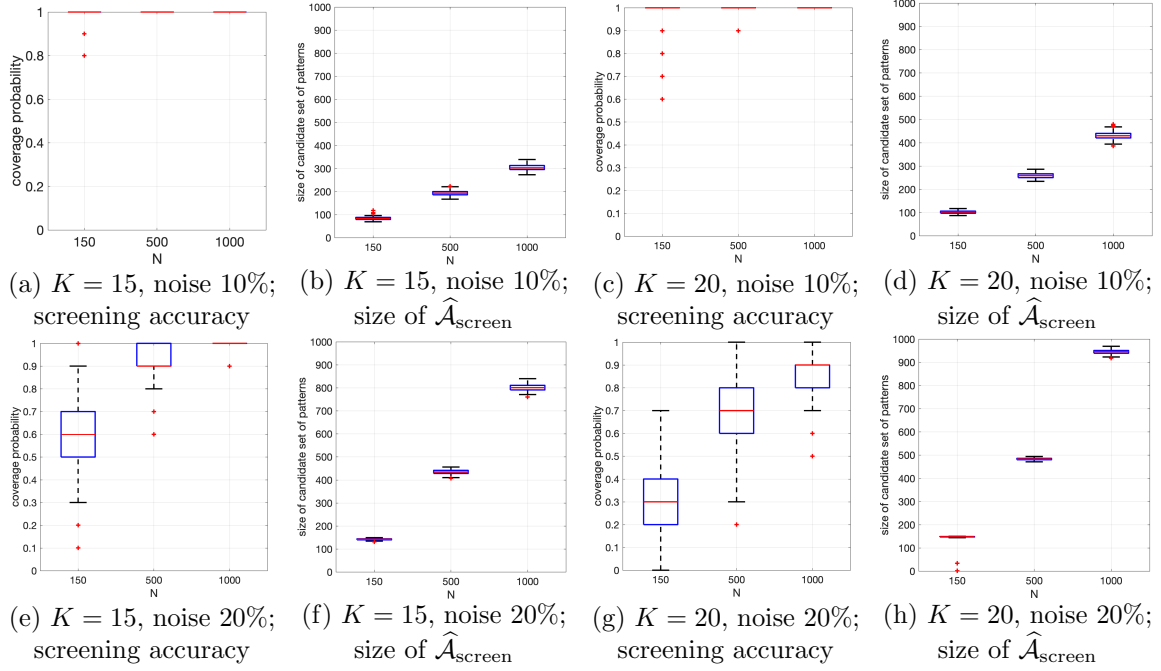 1
0.8
0.6
0.4
0.2
0
coverage probability
150 500 1000
N
1000
900
800
700
600
500
400
300
200
100
0
size of candidate set of patterns
150 500 1000
N
1
0.9
0.8
0.7
0.6
0.5
0.4
0.3
0.2
0.1
0
coverage probability
150 500 1000
N
1000
900
800
700
600
500
400
300
200
100
0
size of candidate set of patterns
150 500 1000
N
(a) K = 15, noise 10%;
screening accuracy
(b) K = 15, noise 10%;
size of 𝒜̂screen
(c) K = 20, noise 10%;
screening accuracy
(d) K = 20, noise 10%;
size of 𝒜̂screen
1
0.9
0.8
0.7
0.6
0.5
0.4
0.3
0.2
0.1
0
coverage probability
150 500 1000
N
1000
900
800
700
600
500
400
300
200
100
0
size of candidate set of patterns
150 500 1000
N
1
0.9
0.8
0.7
0.6
0.5
0.4
0.3
0.2
0.1
0
coverage probability
150 500 1000
N
1000
900
800
700
600
500
400
300
200
100
0
size of candidate set of patterns
150 500 1000
N
(e) K = 15, noise 20%;
screening accuracy
(f) K = 15, noise 20%;
size of 𝒜̂screen
(g) K = 20, noise 20%;
screening accuracy
(h) K = 20, noise 20%;
size of 𝒜̂screen